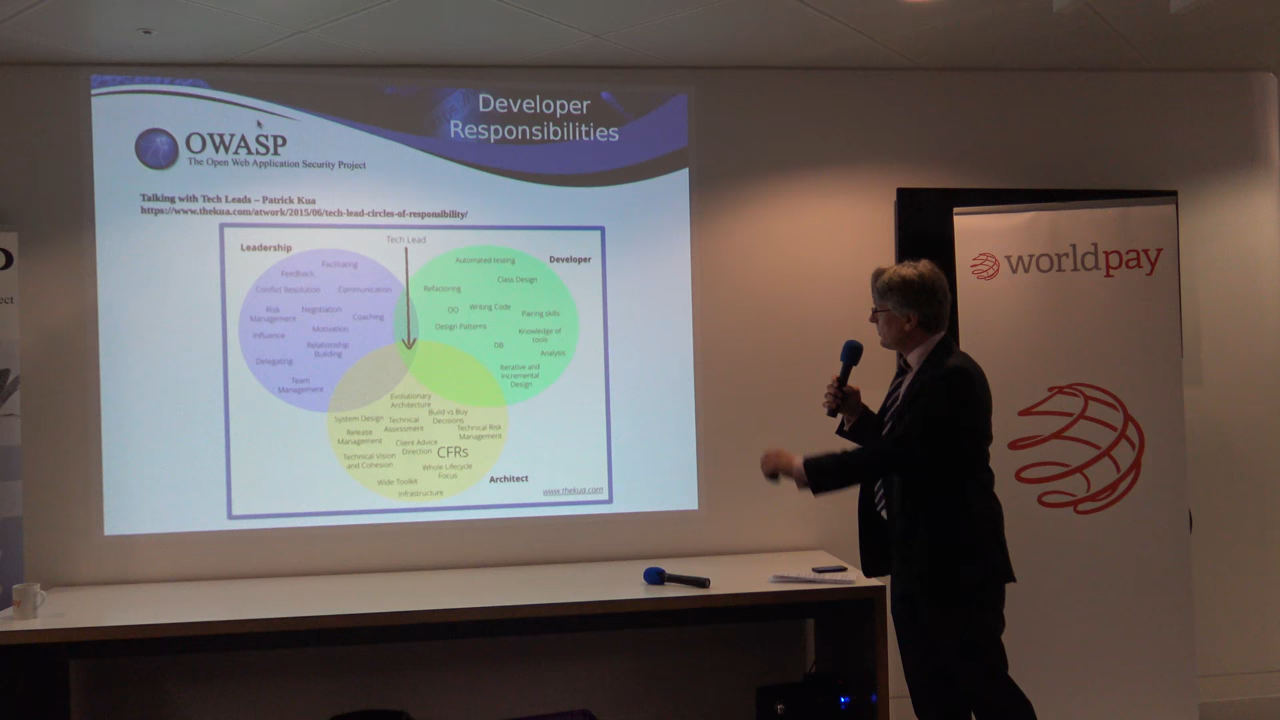 Developer
Responsibilities
OWASP
The Open Web Application Security Project
Talking with Tech Leads – Patrick Kua
https://www.thekua.com/atwork/2015/06/tech-lead-circles-of-responsibility/
Tech Lead
Leadership
Facilitating
Feedback
Conflict Resolution
Communication
Risk
Management
Negotiation
Coaching
Motivation
Influence
Relationship
Building
Delegating
Team
Management
Developer
Automated testing
Class Design
Refactoring
OO
Writing Code
Pairing skills
Design Patterns
Knowledge of
tools
DB
Analysis
Iterative and
Incremental
Design
Evolutionary
Architecture
System Design
Technical
Assessment
Build vs Buy
Decisions
Release
Management
Technical Risk
Management
Client Advice
Direction
CFRs
Technical Vision
and Cohesion
Whole Lifecycle
Focus
Wide Toolkit
Infrastructure
Architect
www.thekua.com
worldpay
ect